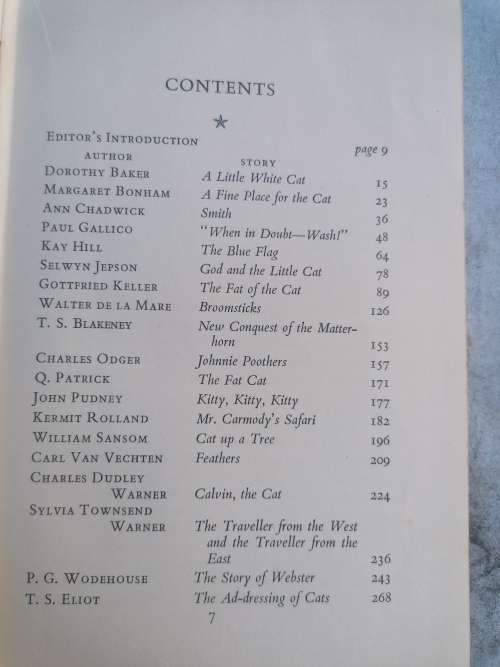 CONTENTS
EDITOR'S INTRODUCTION page 9
AUTHOR STORY
DOROTHY BAKER A Little White Cat 15
MARGARET BONHAM A Fine Place for the Cat 23
ANN CHADWICK Smith 36
PAUL GALLICO "When in Doubt—Wash!" 48
KAY HILL The Blue Flag 64
SELWYN JEPSON God and the Little Cat 78
GOTTFRIED KELLER The Fat of the Cat 89
WALTER DE LA MARE Broomsticks 126
T. S. BLAKENEY New Conquest of the Matter-
horn 153
CHARLES ODGER Johnnie Poothers 157
Q. PATRICK The Fat Cat 171
JOHN PUDNEY Kitty, Kitty, Kitty 177
KERMIT ROLLAND Mr. Carmody's Safari 182
WILLIAM SANSOM Cat up a Tree 196
CARL VAN VECHTEN Feathers 209
CHARLES DUDLEY
WARNER Calvin, the Cat 224
SYLVIA TOWNSEND
WARNER The Traveller from the West
and the Traveller from the
East 236
P. G. WODEHOUSE The Story of Webster 243
T. S. ELIOT The Ad-dressing of Cats 268
7